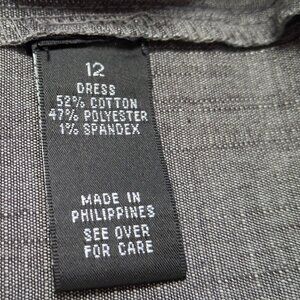 12
DRESS
52% COTTON
47% POLYESTER
1% SPANDEX
MADE IN
PHILIPPINES
SEE OVER
FOR CARE